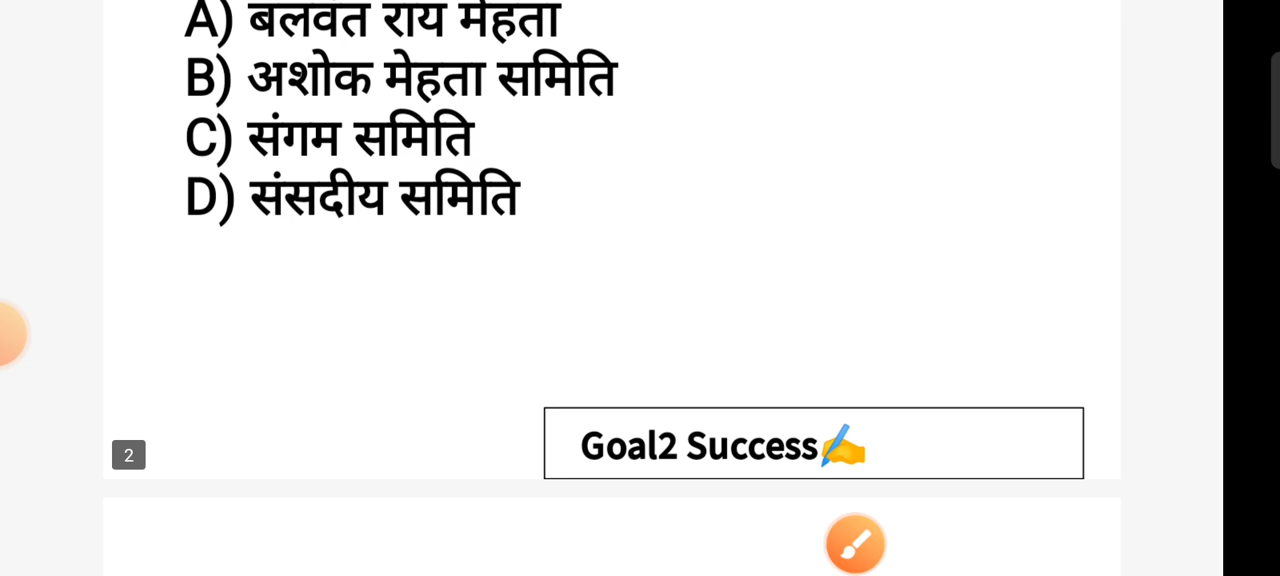 A) बलवंत राय मेहता
B) अशोक मेहता समिति
C) संगम समिति
D) संसदीय समिति
2
Goal2 Success✍️